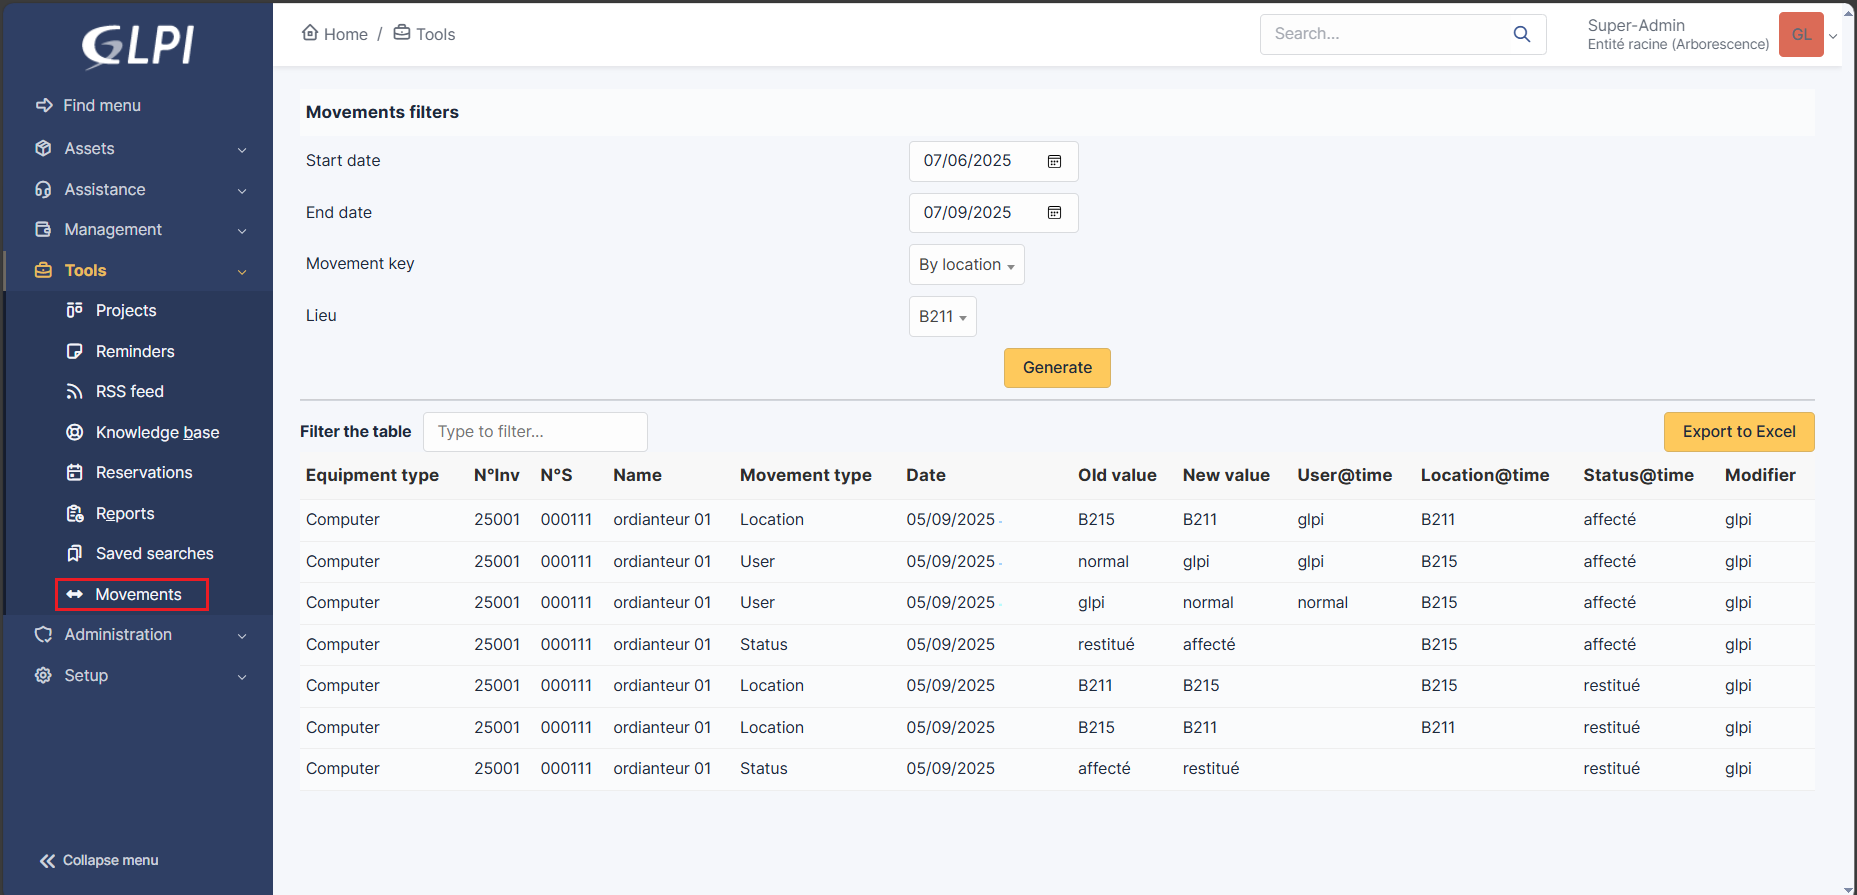 GLPI
Find menu
Assets
Assistance
Management
Tools
Projects
Reminders
RSS feed
Knowledge base
Reservations
Reports
Saved searches
Movements
Administration
Setup
Collapse menu
Home / Tools
Search...
Super-Admin
Entité racine (Arborescence)
GL
Movements filters
Start date 07/06/2025
End date 07/09/2025
Movement key By location
Lieu B211
Generate
Filter the table Type to filter... Export to Excel
Equipment type N°Inv N°S Name Movement type Date Old value New value User@time Location@time Status@time Modifier
Computer 25001 000111 ordianteur 01 Location 05/09/2025 B215 B211 glpi B211 affecté glpi
Computer 25001 000111 ordianteur 01 User 05/09/2025 normal glpi glpi B215 affecté glpi
Computer 25001 000111 ordianteur 01 User 05/09/2025 glpi normal normal B215 affecté glpi
Computer 25001 000111 ordianteur 01 Status 05/09/2025 restitué affecté B215 affecté glpi
Computer 25001 000111 ordianteur 01 Location 05/09/2025 B211 B215 B215 restitué glpi
Computer 25001 000111 ordianteur 01 Location 05/09/2025 B215 B211 B211 restitué glpi
Computer 25001 000111 ordianteur 01 Status 05/09/2025 affecté restitué restitué glpi